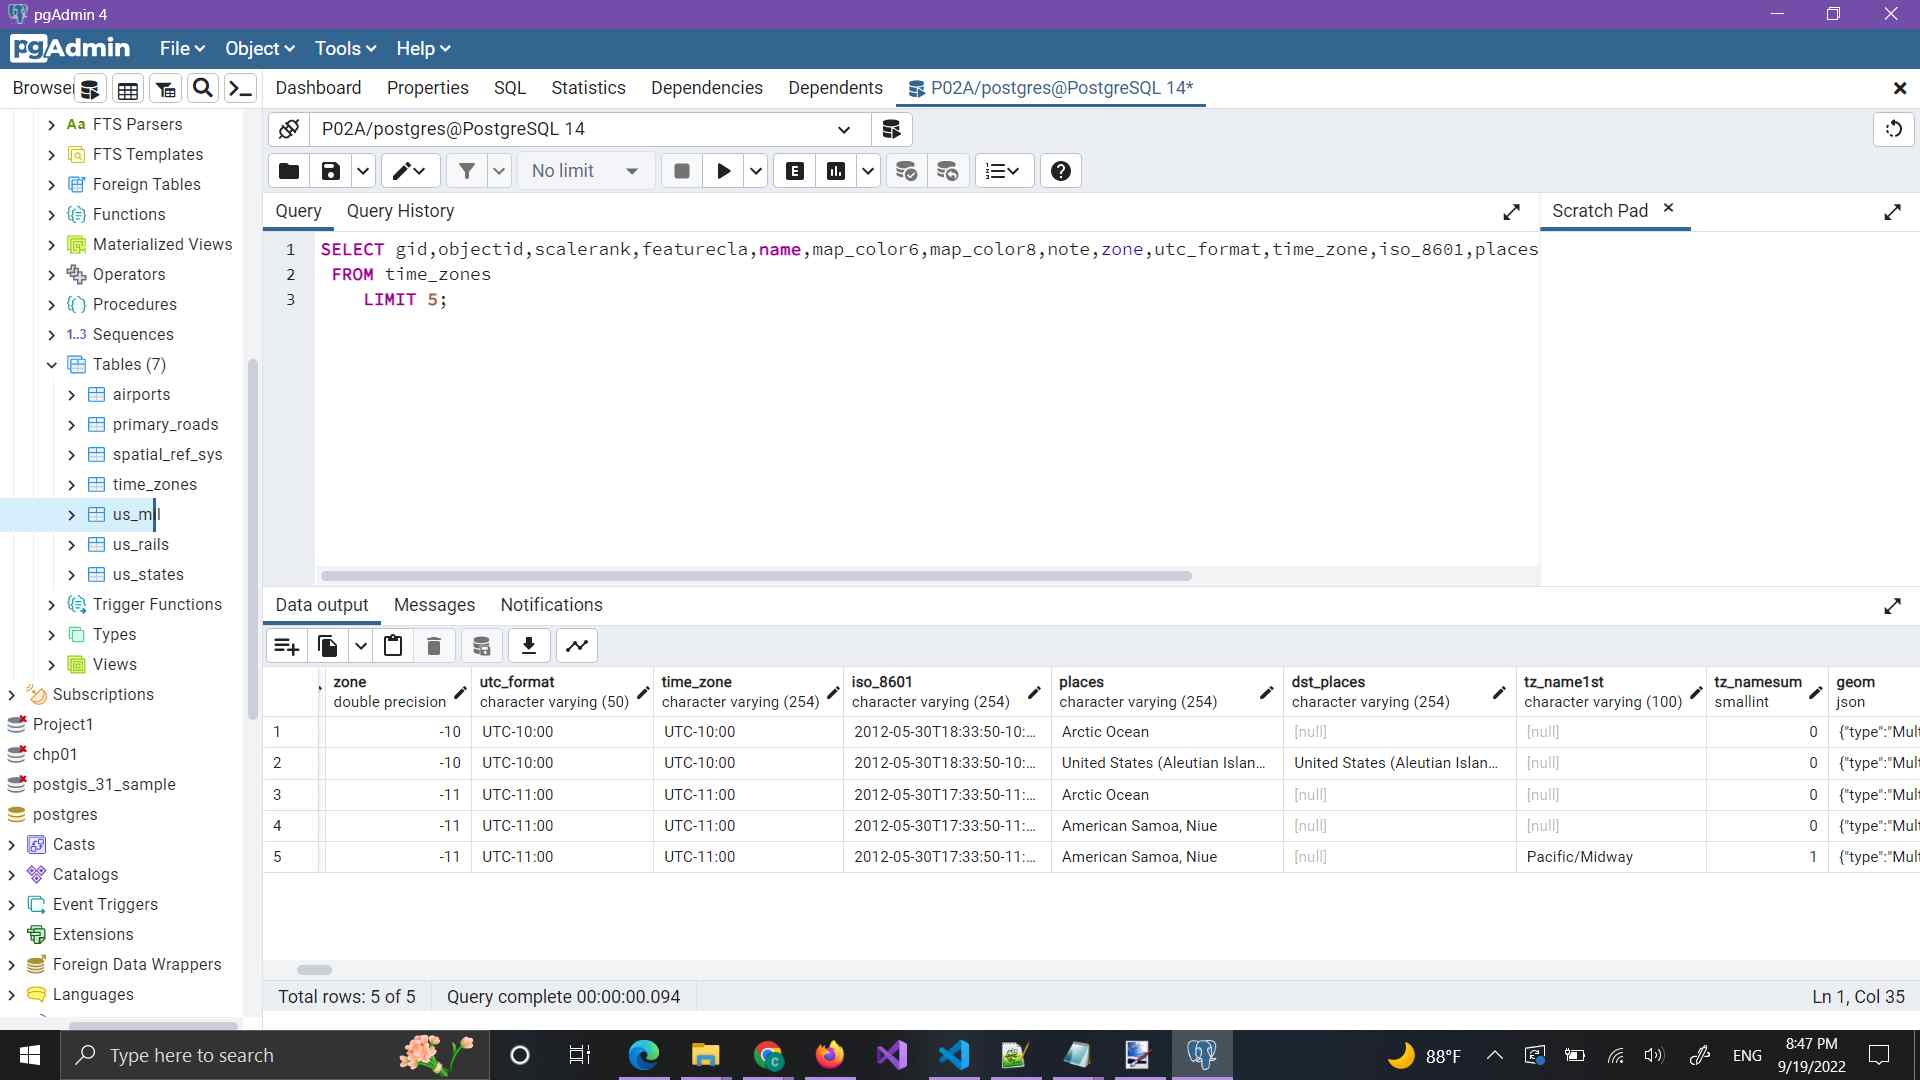 pgAdmin 4
pgAdmin File Object Tools Help
Browser Dashboard Properties SQL Statistics Dependencies Dependents P02A/postgres@PostgreSQL 14*
Aa FTS Parsers
FTS Templates
Foreign Tables
Functions
Materialized Views
Operators
Procedures
1..3 Sequences
Tables (7)
airports
primary_roads
spatial_ref_sys
time_zones
us_mil
us_rails
us_states
Trigger Functions
Types
Views
Subscriptions
Project1
chp01
postgis_31_sample
postgres
Casts
Catalogs
Event Triggers
Extensions
Foreign Data Wrappers
Languages
P02A/postgres@PostgreSQL 14
No limit E
Query Query History Scratch Pad
1 SELECT gid,objectid,scalerank,featurecla,name,map_color6,map_color8,note,zone,utc_format,time_zone,iso_8601,places
2 FROM time_zones
3 LIMIT 5;
Data output Messages Notifications
zone utc_format time_zone iso_8601 places dst_places tz_name1st tz_namesum geom
double precision character varying (50) character varying (254) character varying (254) character varying (254) character varying (254) character varying (100) smallint json
1 -10 UTC-10:00 UTC-10:00 2012-05-30T18:33:50-10:... Arctic Ocean [null] [null] 0 {"type":"Mult
2 -10 UTC-10:00 UTC-10:00 2012-05-30T18:33:50-10:... United States (Aleutian Islan... United States (Aleutian Islan... [null] 0 {"type":"Mult
3 -11 UTC-11:00 UTC-11:00 2012-05-30T17:33:50-11:... Arctic Ocean [null] [null] 0 {"type":"Mult
4 -11 UTC-11:00 UTC-11:00 2012-05-30T17:33:50-11:... American Samoa, Niue [null] [null] 0 {"type":"Mult
5 -11 UTC-11:00 UTC-11:00 2012-05-30T17:33:50-11:... American Samoa, Niue [null] Pacific/Midway 1 {"type":"Mult
Total rows: 5 of 5 Query complete 00:00:00.094 Ln 1, Col 35
Type here to search 88°F ENG 8:47 PM
9/19/2022